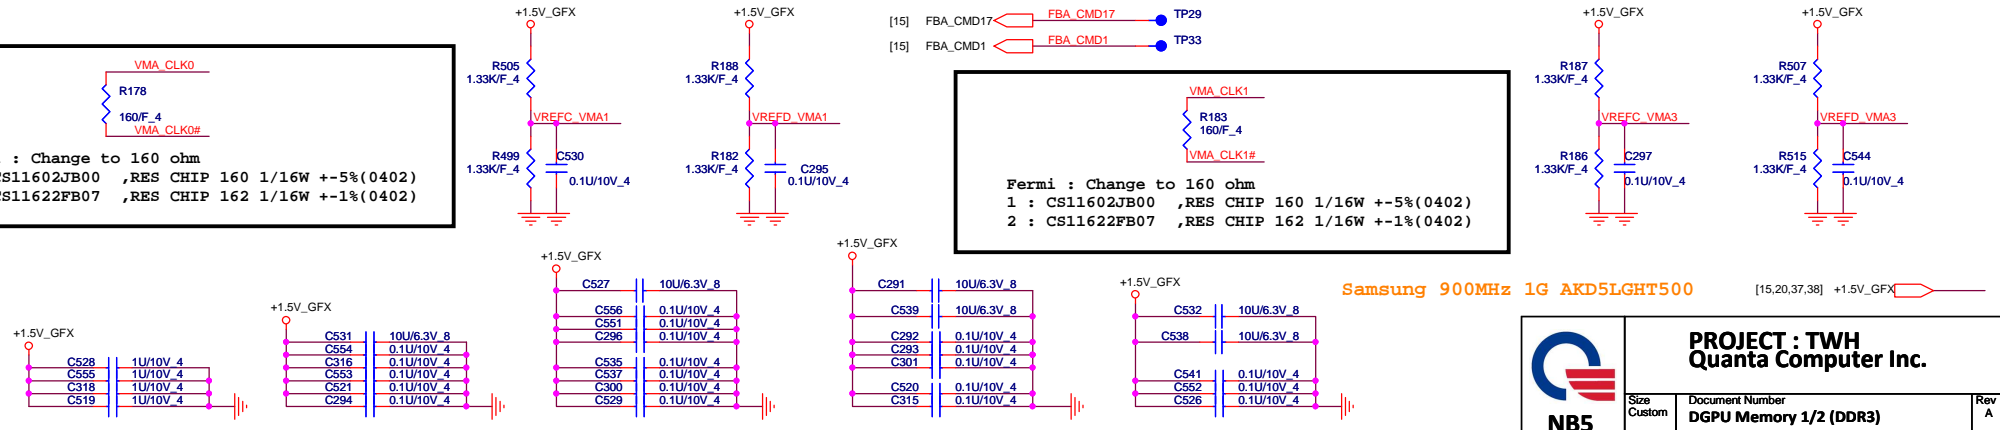 +1.5V_GFX
+1.5V_GFX
[15] FBA_CMD17 FBA_CMD17 TP29
[15] FBA_CMD1 FBA_CMD1 TP33
+1.5V_GFX
+1.5V_GFX
VMA_CLK0
R178
160/F_4
VMA_CLK0#
: Change to 160 ohm
CS11602JB00 ,RES CHIP 160 1/16W +-5%(0402)
CS11622FB07 ,RES CHIP 162 1/16W +-1%(0402)
R505
1.33K/F_4
VREFC_VMA1
R499
1.33K/F_4
C530
0.1U/10V_4
R188
1.33K/F_4
VREFD_VMA1
R182
1.33K/F_4
C295
0.1U/10V_4
VMA_CLK1
R183
160/F_4
VMA_CLK1#
Fermi : Change to 160 ohm
1 : CS11602JB00 ,RES CHIP 160 1/16W +-5%(0402)
2 : CS11622FB07 ,RES CHIP 162 1/16W +-1%(0402)
R187
1.33K/F_4
VREFC_VMA3
R186
1.33K/F_4
C297
0.1U/10V_4
R507
1.33K/F_4
VREFD_VMA3
R515
1.33K/F_4
C544
0.1U/10V_4
+1.5V_GFX
C528 1U/10V_4
C555 1U/10V_4
C318 1U/10V_4
C519 1U/10V_4
+1.5V_GFX
C531 10U/6.3V_8
C554 0.1U/10V_4
C316 0.1U/10V_4
C553 0.1U/10V_4
C521 0.1U/10V_4
C294 0.1U/10V_4
+1.5V_GFX
C527 10U/6.3V_8
C556 0.1U/10V_4
C551 0.1U/10V_4
C296 0.1U/10V_4
C535 0.1U/10V_4
C537 0.1U/10V_4
C300 0.1U/10V_4
C529 0.1U/10V_4
+1.5V_GFX
C291 10U/6.3V_8
C539 10U/6.3V_8
C292 0.1U/10V_4
C293 0.1U/10V_4
C301 0.1U/10V_4
C520 0.1U/10V_4
C315 0.1U/10V_4
+1.5V_GFX
C532 10U/6.3V_8
C538 10U/6.3V_8
C541 0.1U/10V_4
C552 0.1U/10V_4
C526 0.1U/10V_4
Samsung 900MHz 1G AKD5LGHT500
[15,20,37,38] +1.5V_GFX
PROJECT : TWH
Quanta Computer Inc.
NB5
Size
Custom
Document Number
DGPU Memory 1/2 (DDR3)
Rev
A